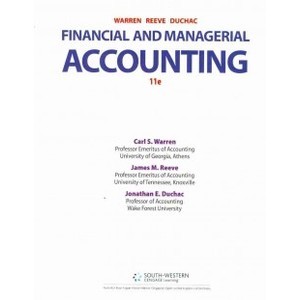 WARREN REEVE DUCHAC
FINANCIAL AND MANAGERIAL
ACCOUNTING
11e
Carl S. Warren
Professor Emeritus of Accounting
University of Georgia, Athens
James M. Reeve
Professor Emeritus of Accounting
University of Tennessee, Knoxville
Jonathan E. Duchac
Professor of Accounting
Wake Forest University
SOUTH-WESTERN
CENGAGE Learning